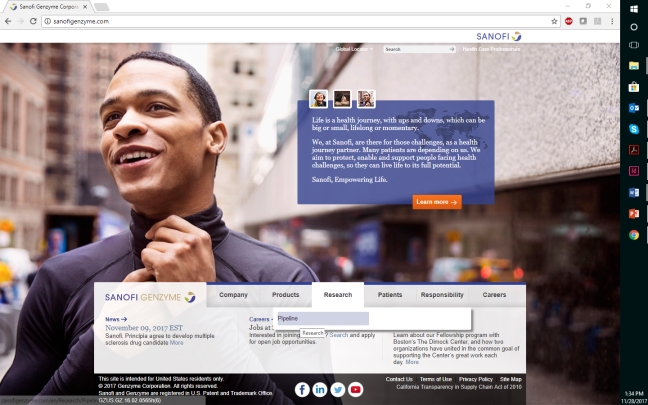 Sanofi Genzyme Corpora
sanofigenzyme.com
SANOFI
Global Locator
Search
Health Care Professionals
Life is a health journey, with ups and downs, which can be
big or small, lifelong or momentary.
We, at Sanofi, are there for those challenges, as a health
journey partner. Many patients are depending on us. We
aim to protect, enable and support people facing health
challenges, so they can live life to its full potential.
Sanofi, Empowering Life.
Learn more →
SANOFI GENZYME
Company
Products
Research
Patients
Responsibility
Careers
Pipeline
Research
News →
November 09, 2017 EST
Sanofi, Principia agree to develop multiple
sclerosis drug candidate More
Careers
Jobs at
Interested in joining Search and apply
for open job opportunities.
Learn about our Fellowship program with
Boston's The Dimock Center, and how two
organizations have united in the common goal of
supporting the Center's great work each
day. More
This site is intended for United States residents only.
© 2017 Genzyme Corporation. All rights reserved.
Sanofi and Genzyme are registered in U.S. Patent and Trademark Office.
GZUS.GZ.16.02.0565h(6)
Contact Us
Terms of Use
Privacy Policy
Site Map
California Transparency in Supply Chain Act of 2010
1:34 PM
11/28/2017